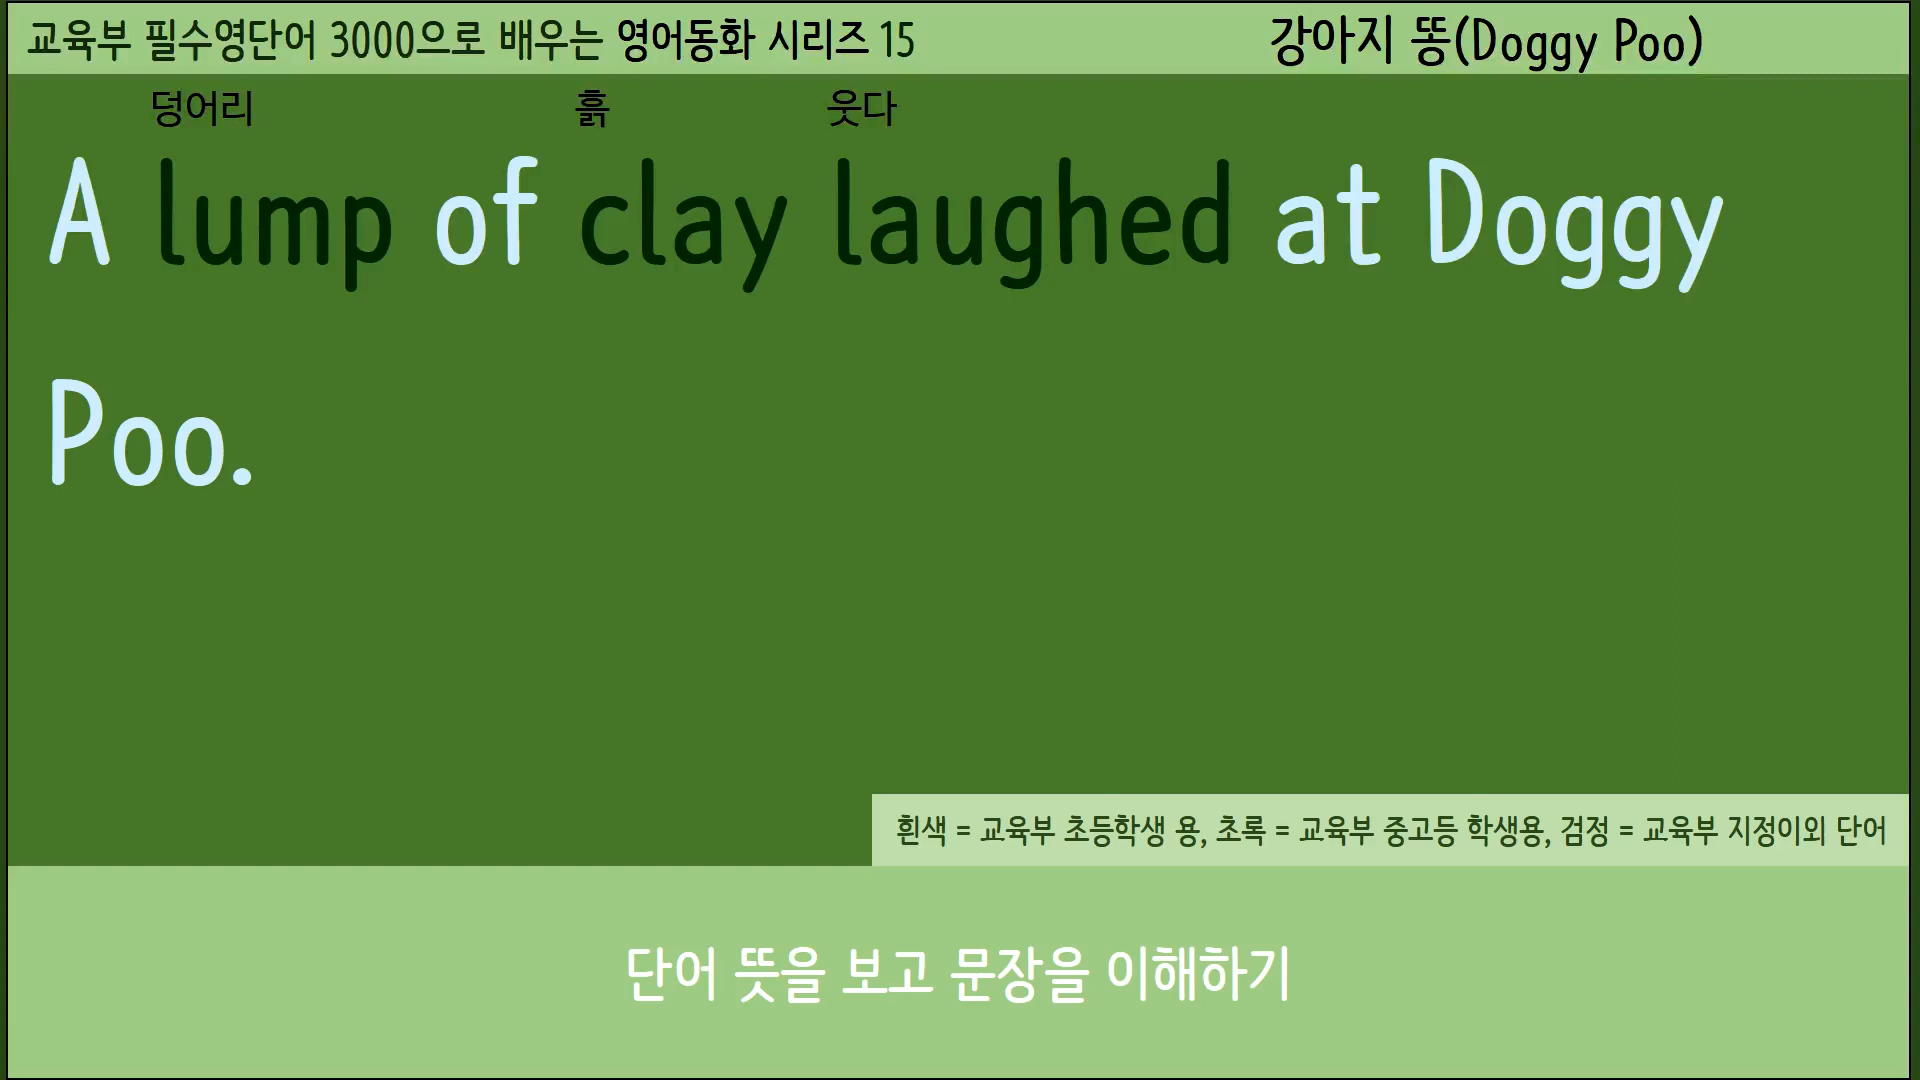 교육부 필수영단어 3000으로 배우는 영어동화 시리즈 15
강아지 똥(Doggy Poo)
덩어리 흙 웃다
A lump of clay laughed at Doggy
Poo.
흰색 = 교육부 초등학생 용, 초록 = 교육부 중고등 학생용, 검정 = 교육부 지정이외 단어
단어 뜻을 보고 문장을 이해하기